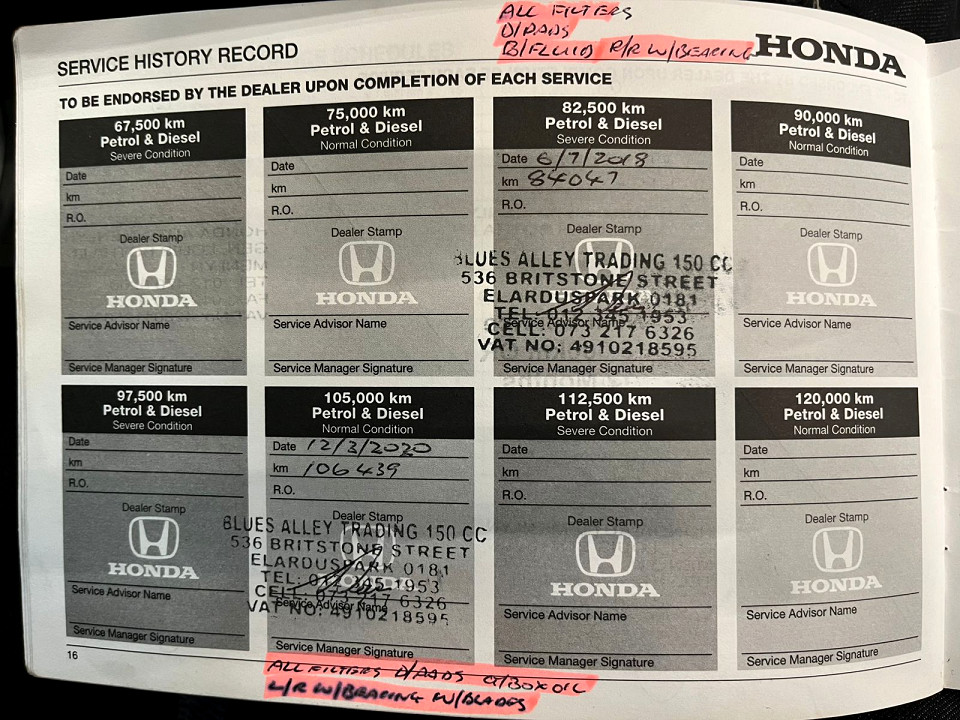 ALL FILTERS
D/PADS
B/FLUID R/R W/BEARING
SERVICE HISTORY RECORD
HONDA
TO BE ENDORSED BY THE DEALER UPON COMPLETION OF EACH SERVICE
67,500 km
Petrol & Diesel
Severe Condition
Date
km
R.O.
Dealer Stamp
HONDA
Service Advisor Name
Service Manager Signature
75,000 km
Petrol & Diesel
Normal Condition
Date
km
R.O.
Dealer Stamp
HONDA
Service Advisor Name
Service Manager Signature
82,500 km
Petrol & Diesel
Severe Condition
Date 6/7/2018
km 84047
R.O.
Dealer Stamp
BLUES ALLEY TRADING 150 CC
536 BRITSTONE STREET
ELARDUSPARK 0181
TEL: 012 345 1953
Service Advisor Name
CELL: 073 217 6326
VAT NO: 4910218595
Service Manager Signature
90,000 km
Petrol & Diesel
Normal Condition
Date
km
R.O.
Dealer Stamp
HONDA
Service Advisor Name
Service Manager Signature
97,500 km
Petrol & Diesel
Severe Condition
Date
km
R.O.
Dealer Stamp
HONDA
Service Advisor Name
Service Manager Signature
105,000 km
Petrol & Diesel
Normal Condition
Date 12/3/2020
km 106439
R.O.
Dealer Stamp
BLUES ALLEY TRADING 150 CC
536 BRITSTONE STREET
ELARDUSPARK 0181
TEL: 012 345 1953
HONDA
CELL: 073 217 6326
Service Advisor Name
VAT NO: 4910218595
Service Manager Signature
112,500 km
Petrol & Diesel
Severe Condition
Date
km
R.O.
Dealer Stamp
HONDA
Service Advisor Name
Service Manager Signature
120,000 km
Petrol & Diesel
Normal Condition
Date
km
R.O.
Dealer Stamp
HONDA
Service Advisor Name
Service Manager Signature
16
ALL FILTERS D/PADS G/BOX OIL
L/R W/BEARING W/BLADES